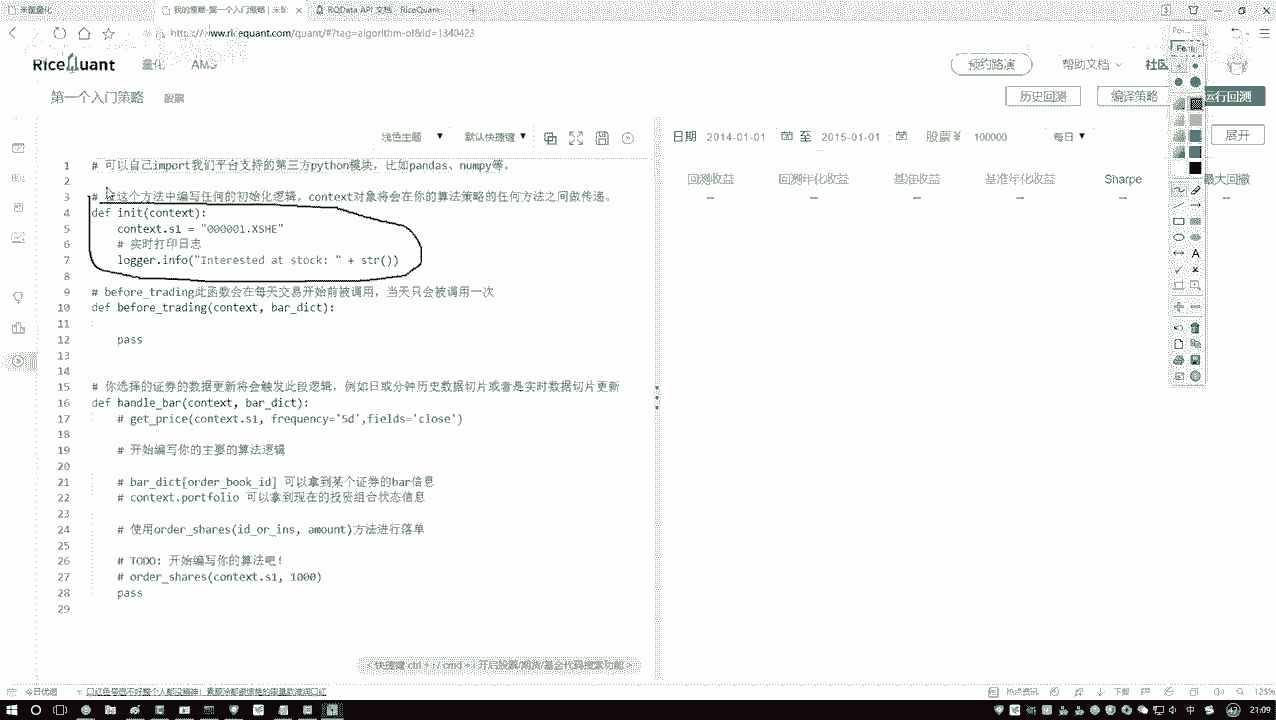 米筐量化
我的策略-第一个入门策略 | 米筐
RQData API 文档 - RiceQuant
www.ricequant.com/quant/#?tag=algorithm-of&id=1340423
RiceQuant 量化 AMS 预约路演 帮助文档 社区
第一个入门策略 股票 历史回测 编译策略 运行回测
浅色主题 默认快捷键 日期 2014-01-01 至 2015-01-01 股票 ¥ 100000 每日 展开
回测收益 回测年化收益 基准收益 基准年化收益 Sharpe 最大回撤
-- -- -- -- -- --
1 # 可以自己import我们平台支持的第三方python模块，比如pandas、numpy等。
2
3 # 在这个方法中编写任何的初始化逻辑。context对象将会在你的算法策略的任何方法之间做传递。
4 def init(context):
5 context.s1 = "000001.XSHE"
6 # 实时打印日志
7 logger.info("Interested at stock: " + str())
8
9 # before_trading此函数会在每天交易开始前被调用，当天只会被调用一次
10 def before_trading(context, bar_dict):
11
12 pass
13
14
15 # 你选择的证券的数据更新将会触发此段逻辑，例如日或分钟历史数据切片或者是实时数据切片更新
16 def handle_bar(context, bar_dict):
17 # get_price(context.s1, frequency='5d',fields='close')
18
19 # 开始编写你的主要的算法逻辑
20
21 # bar_dict[order_book_id] 可以拿到某个证券的bar信息
22 # context.portfolio 可以拿到现在的投资组合状态信息
23
24 # 使用order_shares(id_or_ins, amount)方法进行落单
25
26 # TODO: 开始编写你的算法吧！
27 # order_shares(context.s1, 1000)
28 pass
29
快捷键 ctrl + i / cmd + i 开启股票/期货/基金代码搜索功能
今日优选 热点资讯 下载 125%
中 21:09